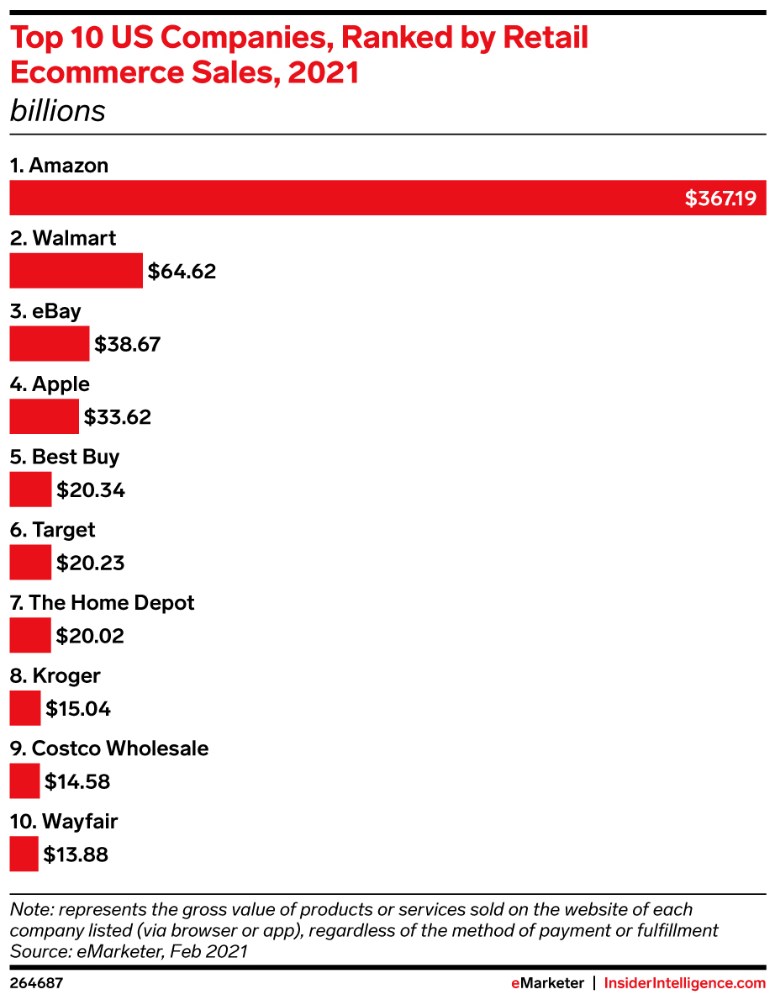 Top 10 US Companies, Ranked by Retail
Ecommerce Sales, 2021
billions
1. Amazon
$367.19
2. Walmart
$64.62
3. eBay
$38.67
4. Apple
$33.62
5. Best Buy
$20.34
6. Target
$20.23
7. The Home Depot
$20.02
8. Kroger
$15.04
9. Costco Wholesale
$14.58
10. Wayfair
$13.88
Note: represents the gross value of products or services sold on the website of each
company listed (via browser or app), regardless of the method of payment or fulfillment
Source: eMarketer, Feb 2021
264687
eMarketer | InsiderIntelligence.com